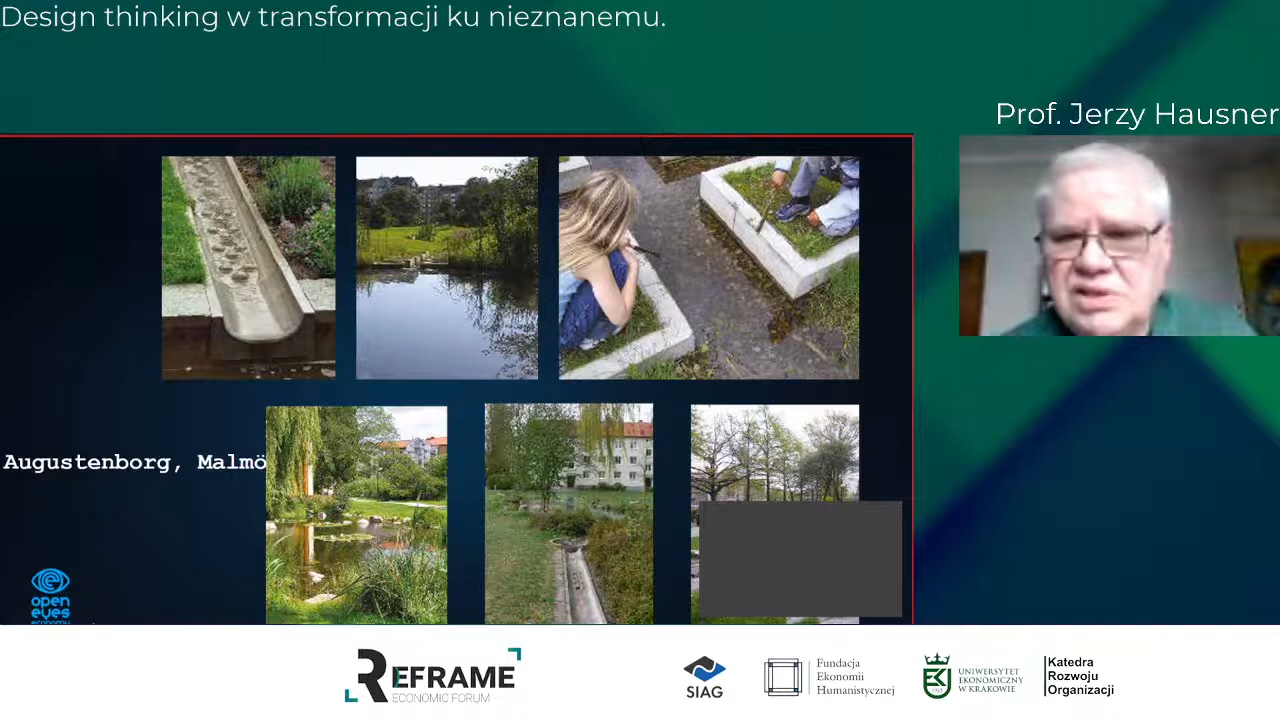 Design thinking w transformacji ku nieznanemu.
Prof. Jerzy Hausner
Augustenborg, Malmö
open
eyes
economy
REFRAME
ECONOMIC FORUM
SIAG
Fundacja
Ekonomii
Humanistycznej
UNIWERSYTET
EKONOMICZNY
W KRAKOWIE
Katedra
Rozwoju
Organizacji